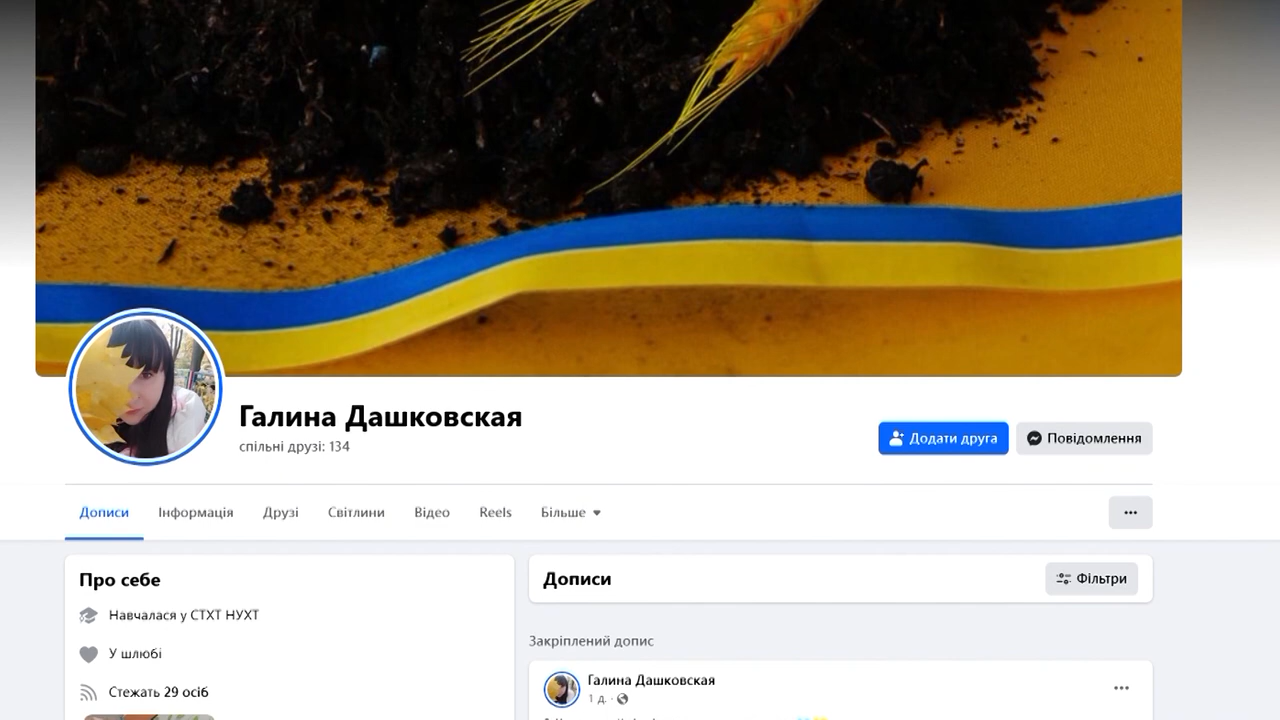 Галина Дашковская
спільні друзі: 134
Додати друга
Повідомлення
Дописи
Інформація
Друзі
Світлини
Відео
Reels
Більше
Про себе
Навчалася у СТХТ НУХТ
У шлюбі
Стежать 29 осіб
Дописи
Фільтри
Закріплений допис
Галина Дашковская
1 д.